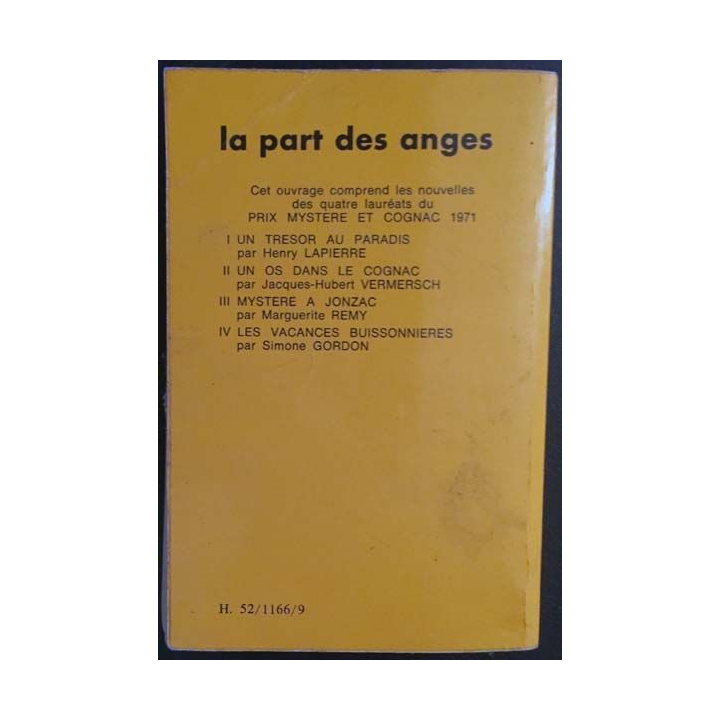 la part des anges
Cet ouvrage comprend les nouvelles
des quatre lauréats du
PRIX MYSTERE ET COGNAC 1971
I UN TRESOR AU PARADIS
par Henry LAPIERRE
II UN OS DANS LE COGNAC
par Jacques-Hubert VERMERSCH
III MYSTERE A JONZAC
par Marguerite REMY
IV LES VACANCES BUISSONNIERES
par Simone GORDON
H. 52/1166/9